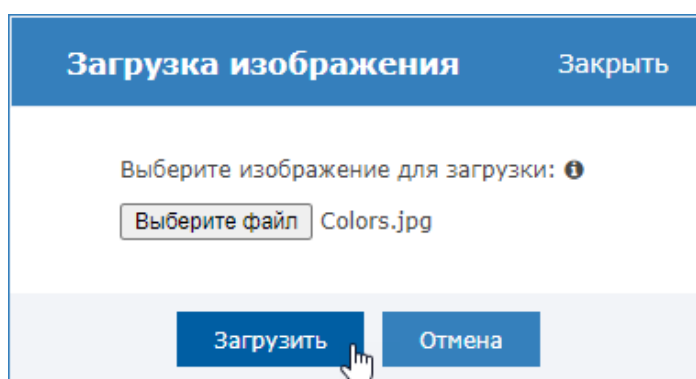 Загрузка изображения Закрыть
Выберите изображение для загрузки:
Выберите файл Colors.jpg
Загрузить Отмена